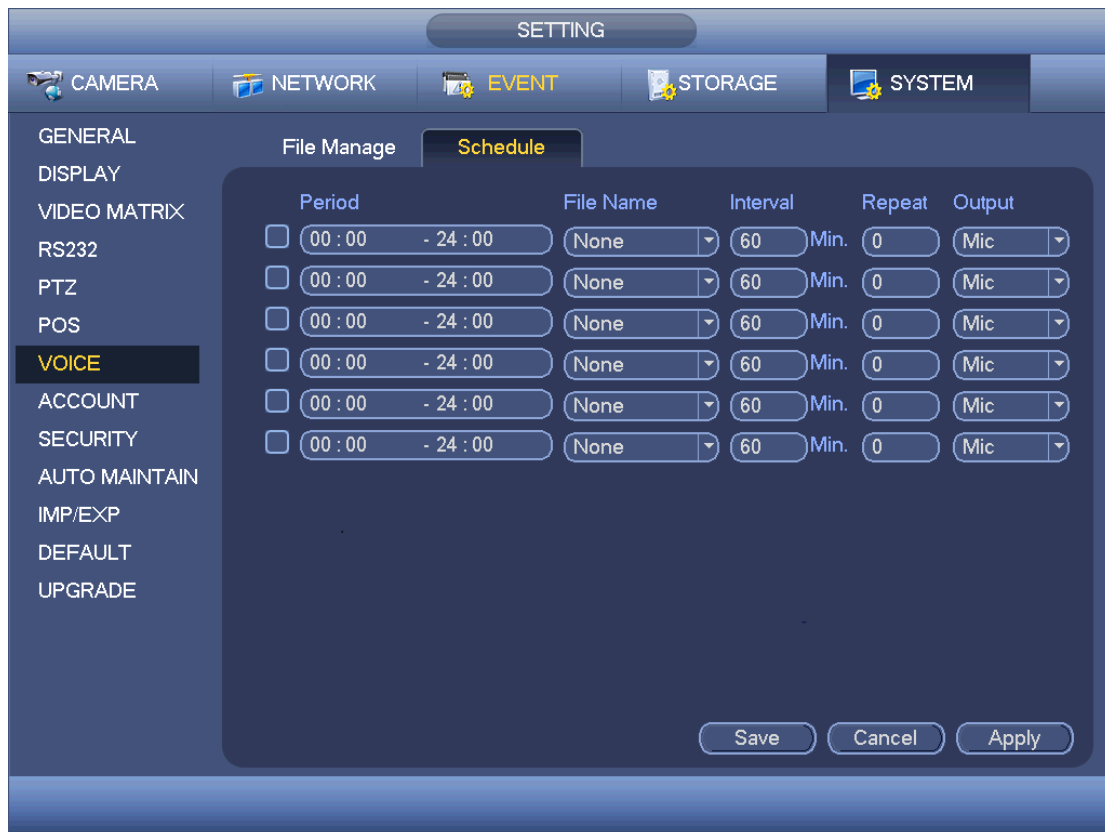 SETTING
CAMERA NETWORK EVENT STORAGE SYSTEM
GENERAL
DISPLAY
VIDEO MATRIX
RS232
PTZ
POS
VOICE
ACCOUNT
SECURITY
AUTO MAINTAIN
IMP/EXP
DEFAULT
UPGRADE
File Manage Schedule
Period File Name Interval Repeat Output
00 : 00 - 24 : 00 None 60 Min. 0 Mic
00 : 00 - 24 : 00 None 60 Min. 0 Mic
00 : 00 - 24 : 00 None 60 Min. 0 Mic
00 : 00 - 24 : 00 None 60 Min. 0 Mic
00 : 00 - 24 : 00 None 60 Min. 0 Mic
00 : 00 - 24 : 00 None 60 Min. 0 Mic
Save Cancel Apply